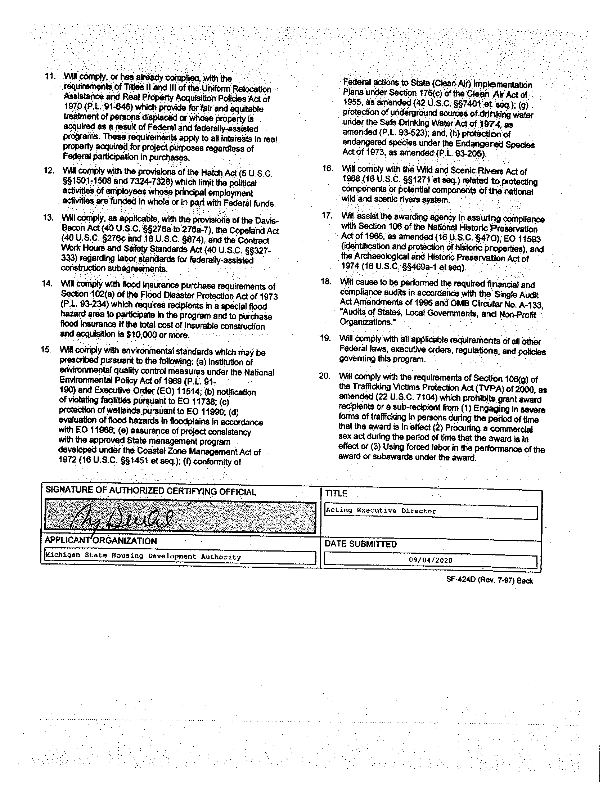 11. Will comply, or has already complied, with the
requirements of Titles II and III of the Uniform Relocation
Assistance and Real Property Acquisition Policies Act of
1970 (P.L. 91-646) which provide for fair and equitable
treatment of persons displaced or whose property is
acquired as a result of Federal and federally-assisted
programs. These requirements apply to all interests in real
property acquired for project purposes regardless of
Federal participation in purchases.
12. Will comply with the provisions of the Hatch Act (5 U.S.C.
§§1501-1508 and 7324-7328) which limit the political
activities of employees whose principal employment
activities are funded in whole or in part with Federal funds.
13. Will comply, as applicable, with the provisions of the Davis-
Bacon Act (40 U.S.C. §§276a to 276a-7), the Copeland Act
(40 U.S.C. §276c and 18 U.S.C. §874), and the Contract
Work Hours and Safety Standards Act (40 U.S.C. §§327-
333) regarding labor standards for federally-assisted
construction subagreements.
14. Will comply with flood insurance purchase requirements of
Section 102(a) of the Flood Disaster Protection Act of 1973
(P.L. 93-234) which requires recipients in a special flood
hazard area to participate in the program and to purchase
flood insurance if the total cost of insurable construction
and acquisition is $10,000 or more.
15. Will comply with environmental standards which may be
prescribed pursuant to the following: (a) institution of
environmental quality control measures under the National
Environmental Policy Act of 1969 (P.L. 91-
190) and Executive Order (EO) 11514; (b) notification
of violating facilities pursuant to EO 11738; (c)
protection of wetlands pursuant to EO 11990; (d)
evaluation of flood hazards in floodplains in accordance
with EO 11988; (e) assurance of project consistency
with the approved State management program
developed under the Coastal Zone Management Act of
1972 (16 U.S.C. §§1451 et seq.); (f) conformity of
Federal actions to State (Clean Air) Implementation
Plans under Section 176(c) of the Clean Air Act of
1955, as amended (42 U.S.C. §§7401 et seq.); (g)
protection of underground sources of drinking water
under the Safe Drinking Water Act of 1974, as
amended (P.L. 93-523); and, (h) protection of
endangered species under the Endangered Species
Act of 1973, as amended (P.L. 93-205).
16. Will comply with the Wild and Scenic Rivers Act of
1968 (16 U.S.C. §§1271 et seq.) related to protecting
components or potential components of the national
wild and scenic rivers system.
17. Will assist the awarding agency in assuring compliance
with Section 106 of the National Historic Preservation
Act of 1966, as amended (16 U.S.C. §470), EO 11593
(identification and protection of historic properties), and
the Archaeological and Historic Preservation Act of
1974 (16 U.S.C. §§469a-1 et seq).
18. Will cause to be performed the required financial and
compliance audits in accordance with the Single Audit
Act Amendments of 1996 and OMB Circular No. A-133,
"Audits of States, Local Governments, and Non-Profit
Organizations."
19. Will comply with all applicable requirements of all other
Federal laws, executive orders, regulations, and policies
governing this program.
20. Will comply with the requirements of Section 106(g) of
the Trafficking Victims Protection Act (TVPA) of 2000, as
amended (22 U.S.C. 7104) which prohibits grant award
recipients or a sub-recipient from (1) Engaging in severe
forms of trafficking in persons during the period of time
that the award is in effect (2) Procuring a commercial
sex act during the period of time that the award is in
effect or (3) Using forced labor in the performance of the
award or subawards under the award.
SIGNATURE OF AUTHORIZED CERTIFYING OFFICIAL
TITLE
Acting Executive Director
APPLICANT ORGANIZATION
DATE SUBMITTED
Michigan State Housing Development Authority
09/04/2020
SF-424D (Rev. 7-97) Back